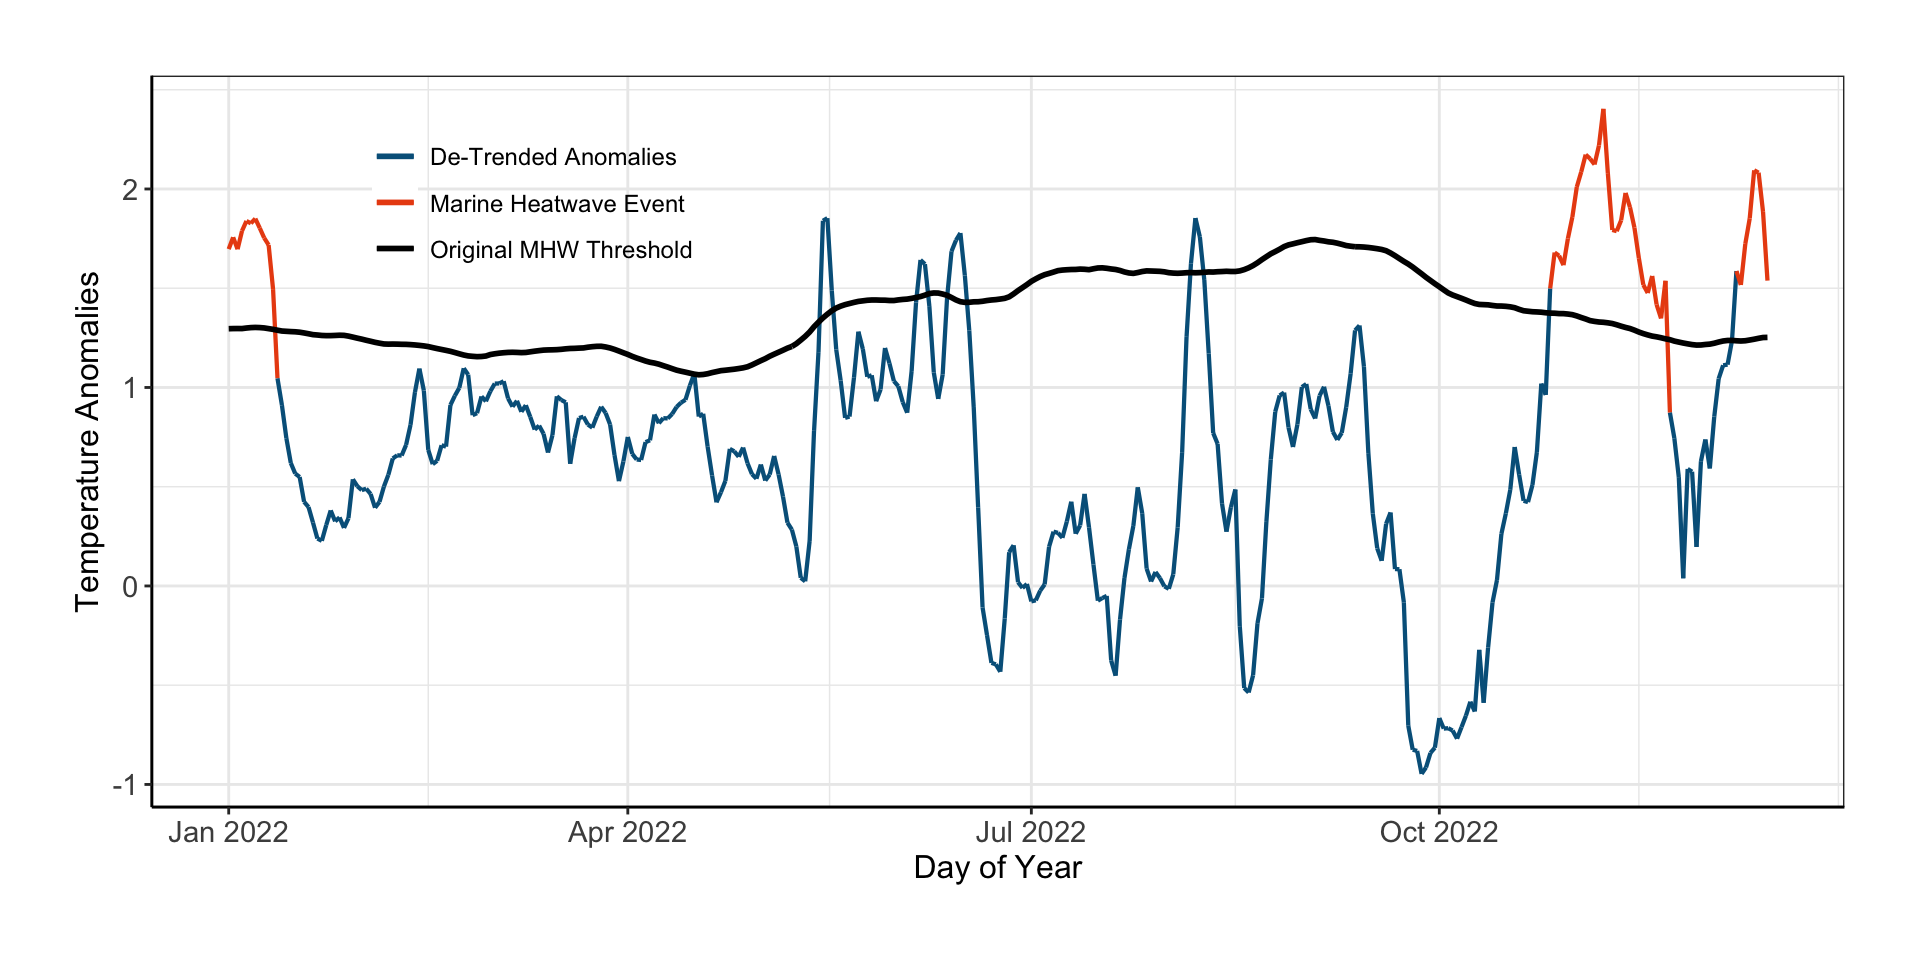 De-Trended Anomalies
Marine Heatwave Event
Original MHW Threshold
Temperature Anomalies
2
1
0
-1
Jan 2022 Apr 2022 Jul 2022 Oct 2022
Day of Year